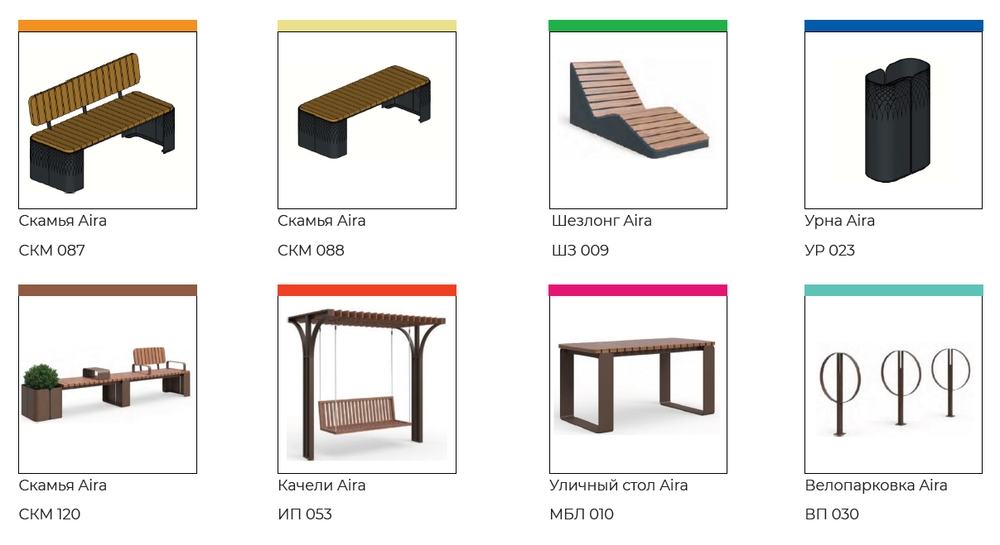 Скамья Aira
СКМ 087
Скамья Aira
СКМ 088
Шезлонг Aira
ШЗ 009
Урна Aira
УР 023
Скамья Aira
СКМ 120
Качели Aira
ИП 053
Уличный стол Aira
МБЛ 010
Велопарковка Aira
ВП 030